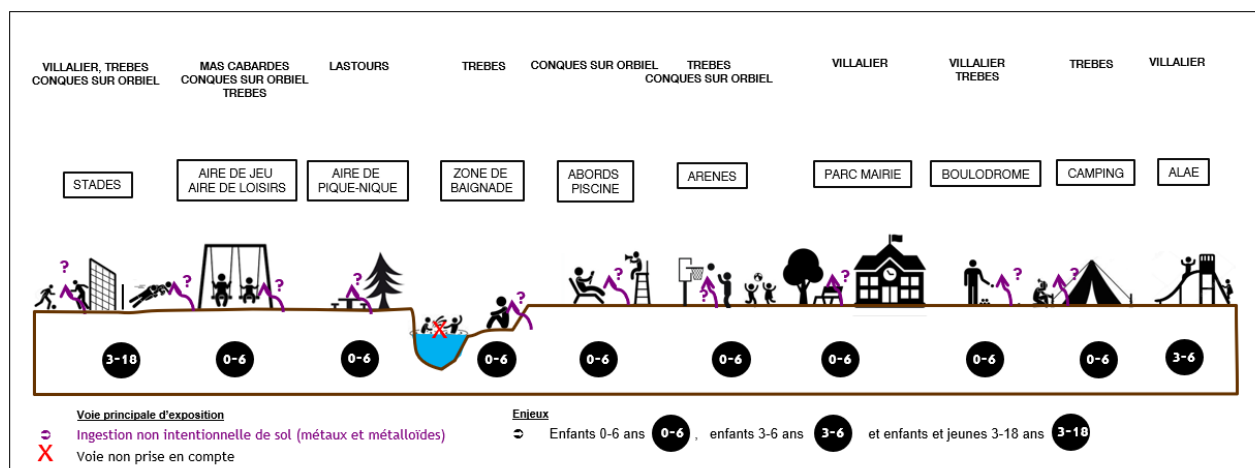 VILLALIER, TREBES
CONQUES SUR ORBIEL
MAS CABARDES
CONQUES SUR ORBIEL
TREBES
LASTOURS
TREBES
CONQUES SUR ORBIEL
TREBES
CONQUES SUR ORBIEL
VILLALIER
VILLALIER
TREBES
TREBES
VILLALIER
STADES
AIRE DE JEU
AIRE DE LOISIRS
AIRE DE
PIQUE-NIQUE
ZONE DE
BAIGNADE
ABORDS
PISCINE
ARENES
PARC MAIRIE
BOULODROME
CAMPING
ALAE
? ? ? ? ? ? ? ? ? ?
X
3-18 0-6 0-6 0-6 0-6 0-6 0-6 0-6 0-6 3-6
Voie principale d'exposition
Ingestion non intentionnelle de sol (métaux et métalloïdes)
X Voie non prise en compte
Enjeux
Enfants 0-6 ans 0-6 , enfants 3-6 ans 3-6 et enfants et jeunes 3-18 ans 3-18